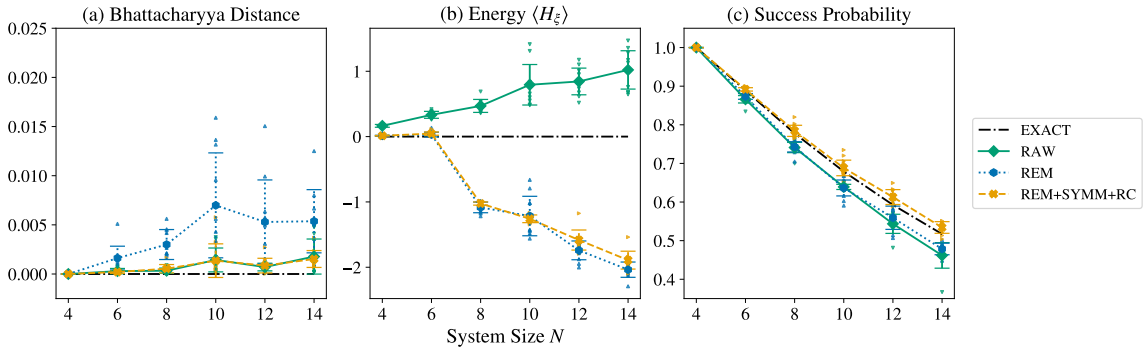 (a) Bhattacharyya Distance
0.025
0.020
0.015
0.010
0.005
0.000
4 6 8 10 12 14
(b) Energy ⟨H_ξ⟩
1
0
−1
−2
4 6 8 10 12 14
System Size N
(c) Success Probability
1.0
0.9
0.8
0.7
0.6
0.5
0.4
4 6 8 10 12 14
EXACT
RAW
REM
REM+SYMM+RC